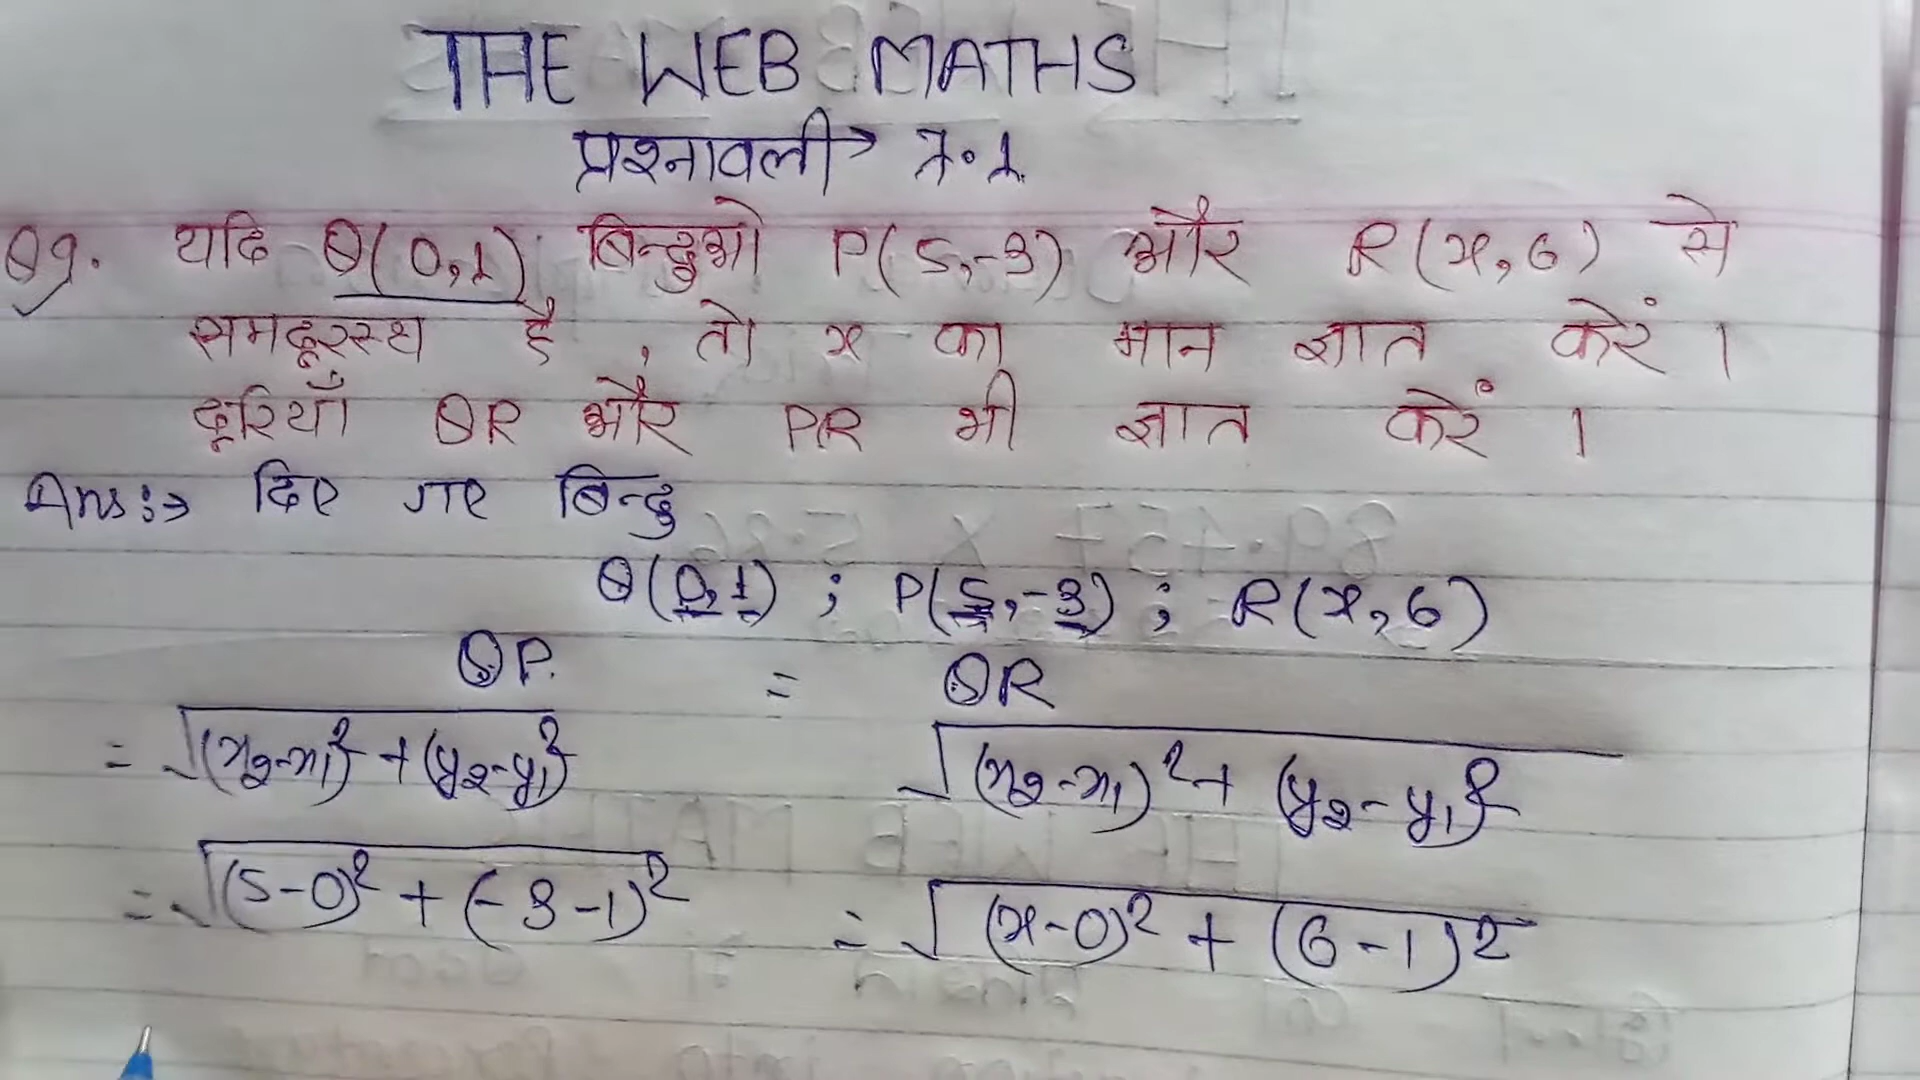 THE WEB MATHS
प्रश्नावली → 7.1
Q9. यदि Q(0,1) बिन्दुओ P(5,-3) और R(x,6) से
समदूरस्थ है, तो x का मान ज्ञात करें ।
दूरियाँ QR और PR भी ज्ञात करें ।
Ans:→ दिए गए बिन्दु
Q(0,1) ; P(5,-3) ; R(x,6)
QP = QR
= √(x₂-x₁)² + (y₂-y₁)² √(x₂-x₁)² + (y₂-y₁)²
= √(5-0)² + (-3-1)² = √(x-0)² + (6-1)²